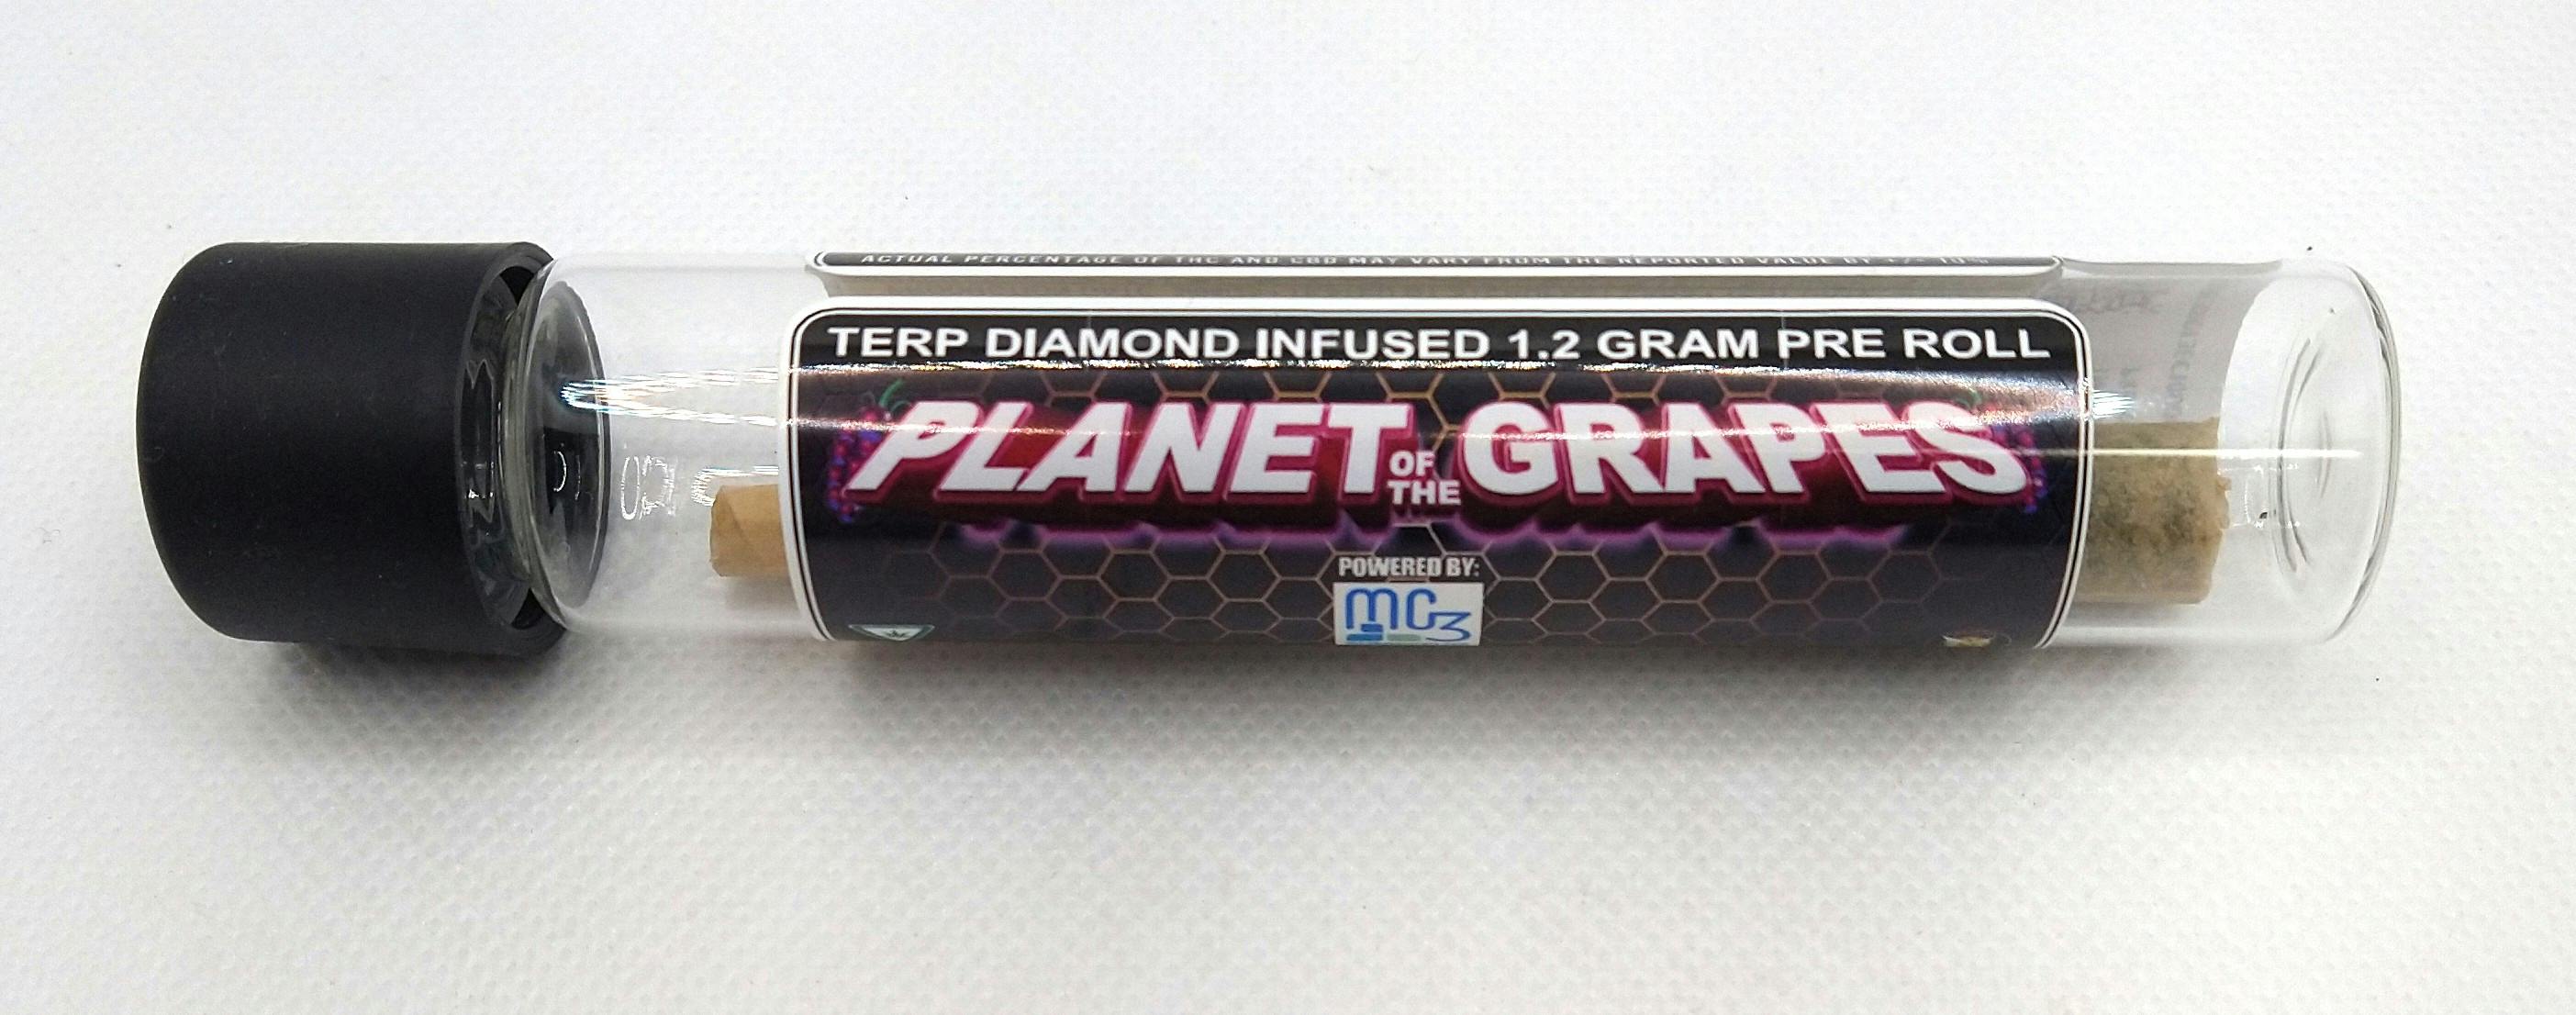 ACTUAL PERCENTAGE OF THC AND CBD MAY VARY FROM THE REPORTED VALUE BY +/- 10%
TERP DIAMOND INFUSED 1.2 GRAM PRE ROLL
PLANET OF THE GRAPES
POWERED BY:
mc3